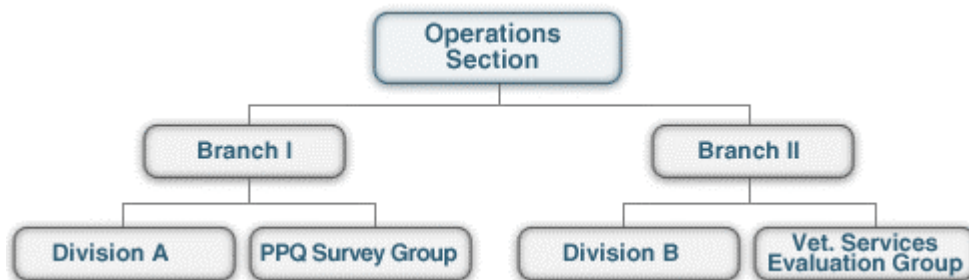 Operations
Section
Branch I
Branch II
Division A
PPQ Survey Group
Division B
Vet. Services
Evaluation Group